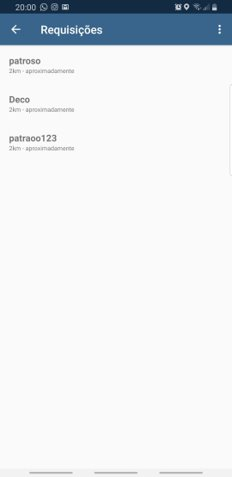 20:00
Requisições
patroso
2km - aproximadamente
Deco
2km - aproximadamente
patraoo123
2km - aproximadamente